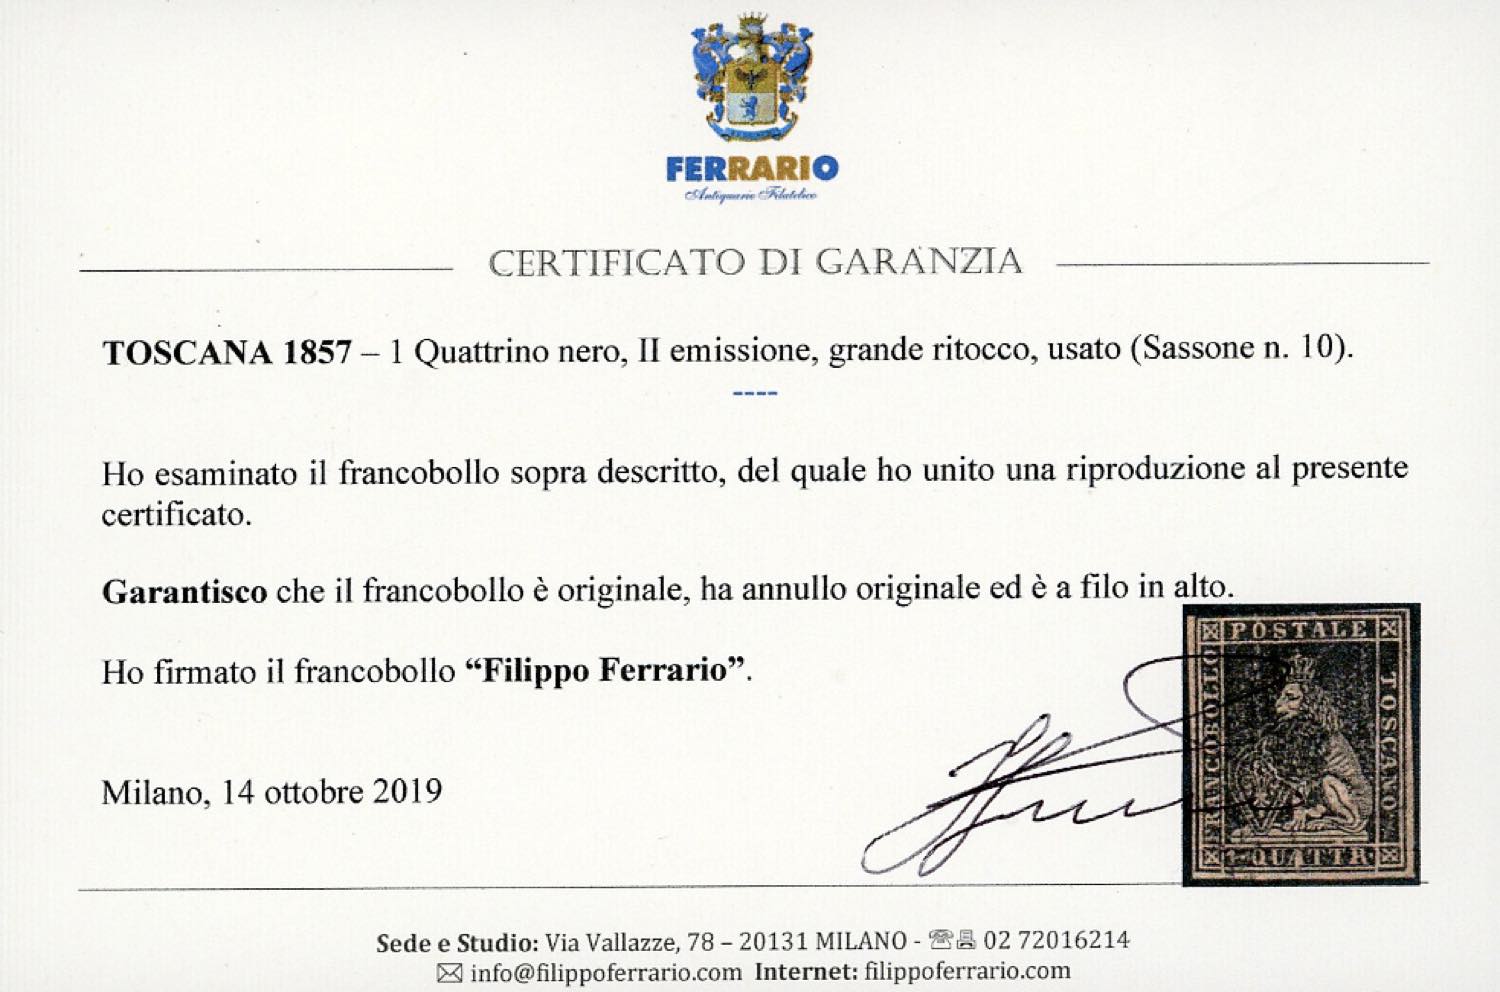 FERRARIO
Antiquario Filatelico
CERTIFICATO DI GARANZIA
TOSCANA 1857 – 1 Quattrino nero, II emissione, grande ritocco, usato (Sassone n. 10).
----
Ho esaminato il francobollo sopra descritto, del quale ho unito una riproduzione al presente
certificato.
Garantisco che il francobollo è originale, ha annullo originale ed è a filo in alto.
Ho firmato il francobollo “Filippo Ferrario”.
Milano, 14 ottobre 2019
POSTALE
FRANCOBOLLO
TOSCANO
1 QUATTR.
Sede e Studio: Via Vallazze, 78 – 20131 MILANO - 02 72016214
info@filippoferrario.com Internet: filippoferrario.com